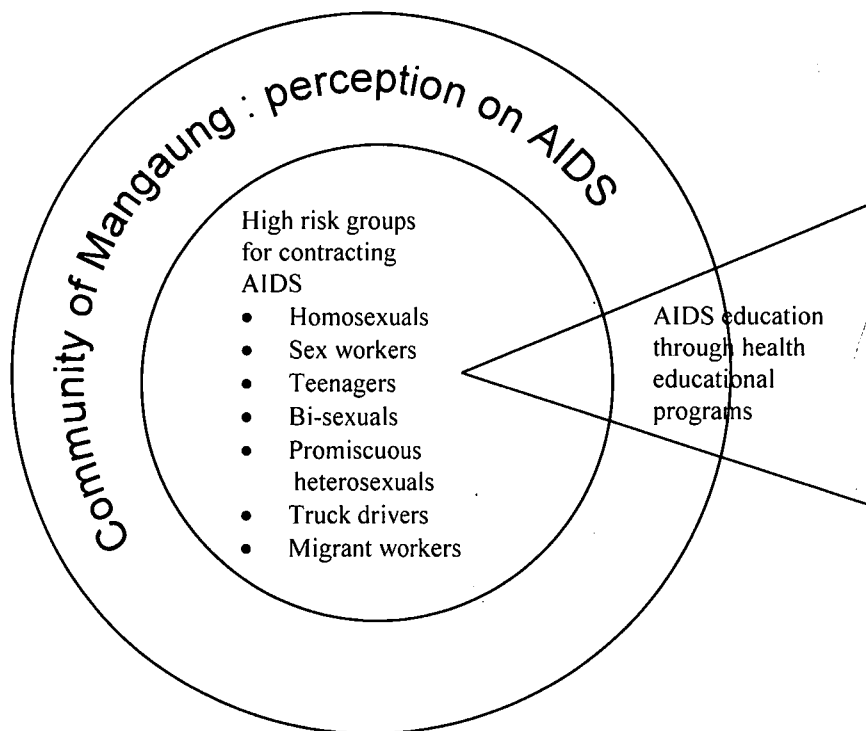 Community of Mangaung : perception on AIDS
High risk groups
for contracting
AIDS
• Homosexuals
• Sex workers
• Teenagers
• Bi-sexuals
• Promiscuous
heterosexuals
• Truck drivers
• Migrant workers
AIDS education
through health
educational
programs